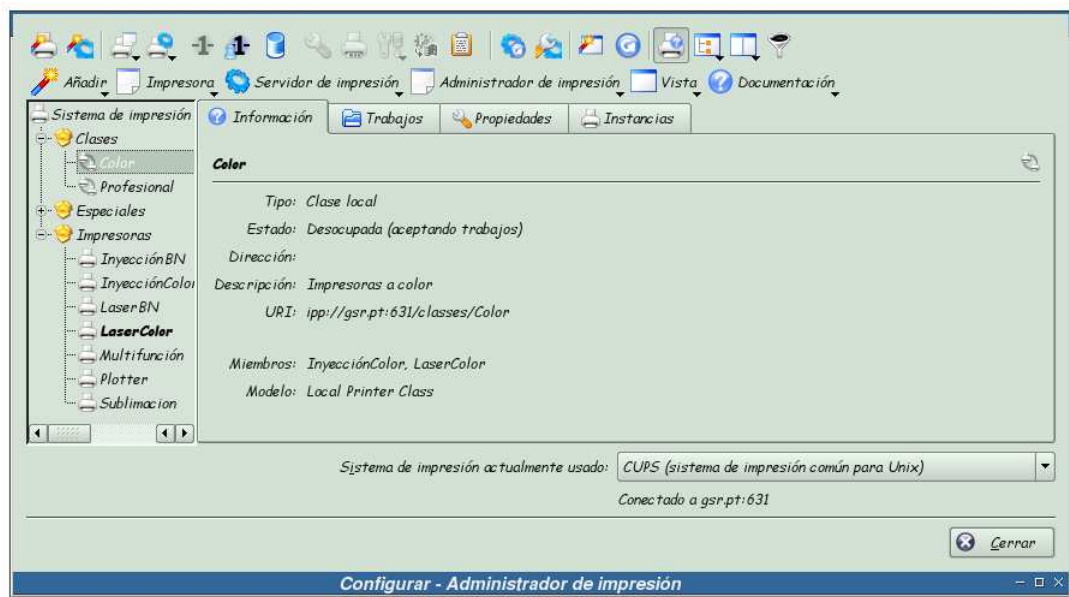 Añadir Impresora Servidor de impresión Administrador de impresión Vista Documentación
Sistema de impresión
Clases
Color
Profesional
Especiales
Impresoras
InyecciónBN
InyecciónColor
LaserBN
LaserColor
Multifunción
Plotter
Sublimacion
Información Trabajos Propiedades Instancias
Color
Tipo: Clase local
Estado: Desocupada (aceptando trabajos)
Dirección:
Descripción: Impresoras a color
URI: ipp://gsr.pt:631/classes/Color
Miembros: InyecciónColor, LaserColor
Modelo: Local Printer Class
Sistema de impresión actualmente usado: CUPS (sistema de impresión común para Unix)
Conectado a gsr.pt:631
Cerrar
Configurar - Administrador de impresión